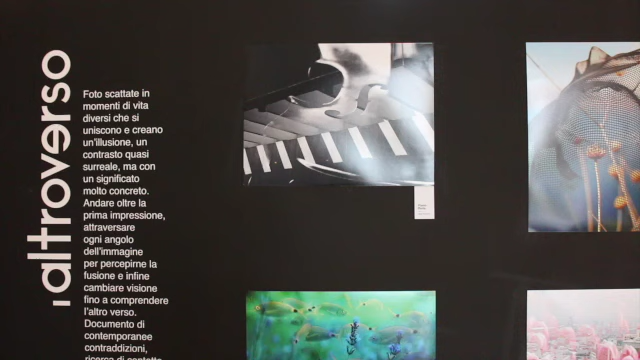 altroverso
Foto scattate in
momenti di vita
diversi che si
uniscono e creano
un'illusione, un
contrasto quasi
surreale, ma con
un significato
molto concreto.
Andare oltre la
prima impressione,
attraversare
ogni angolo
dell'immagine
per percepirne la
fusione e infine
cambiare visione
fino a comprendere
l'altro verso.
Documento di
contemporanee
contraddizioni,